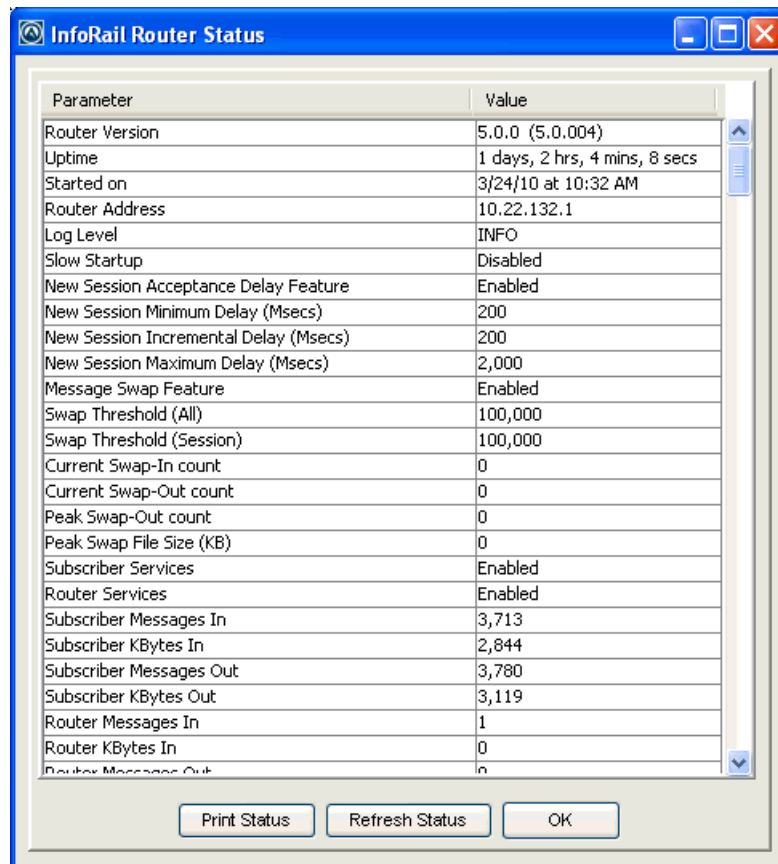 InfoRail Router Status
Parameter Value
Router Version 5.0.0 (5.0.004)
Uptime 1 days, 2 hrs, 4 mins, 8 secs
Started on 3/24/10 at 10:32 AM
Router Address 10.22.132.1
Log Level INFO
Slow Startup Disabled
New Session Acceptance Delay Feature Enabled
New Session Minimum Delay (Msecs) 200
New Session Incremental Delay (Msecs) 200
New Session Maximum Delay (Msecs) 2,000
Message Swap Feature Enabled
Swap Threshold (All) 100,000
Swap Threshold (Session) 100,000
Current Swap-In count 0
Current Swap-Out count 0
Peak Swap-Out count 0
Peak Swap File Size (KB) 0
Subscriber Services Enabled
Router Services Enabled
Subscriber Messages In 3,713
Subscriber KBytes In 2,844
Subscriber Messages Out 3,780
Subscriber KBytes Out 3,119
Router Messages In 1
Router KBytes In 0
Router Messages Out 0
Print Status Refresh Status OK